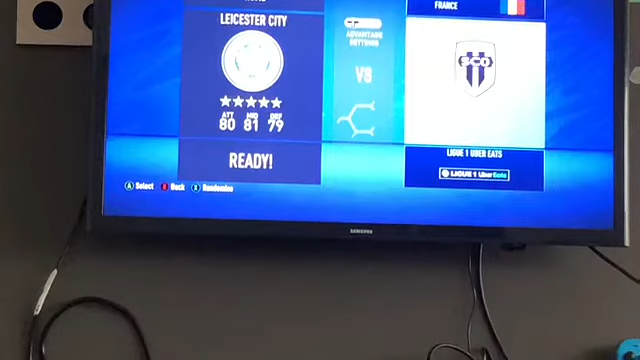 FRANCE
LEICESTER CITY
ADVANTAGE
SETTINGS
VS
SCO
ATT MID DEF
80 81 79
READY!
LIGUE 1 UBER EATS
LIGUE 1 Uber Eats
A Select B Back X Randomise
SAMSUNG